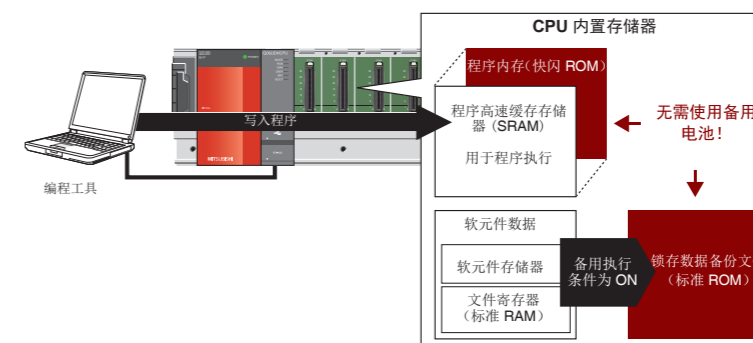 CPU 内置存储器
程序内存（快闪 ROM）
程序高速缓存存储
器 (SRAM)
用于程序执行
无需使用备用
电池！
写入程序
MITSUBISHI
编程工具
软元件数据
软元件存储器
文件寄存器
（标准 RAM）
备用执行
条件为 ON
锁存数据备份文
（标准 ROM）